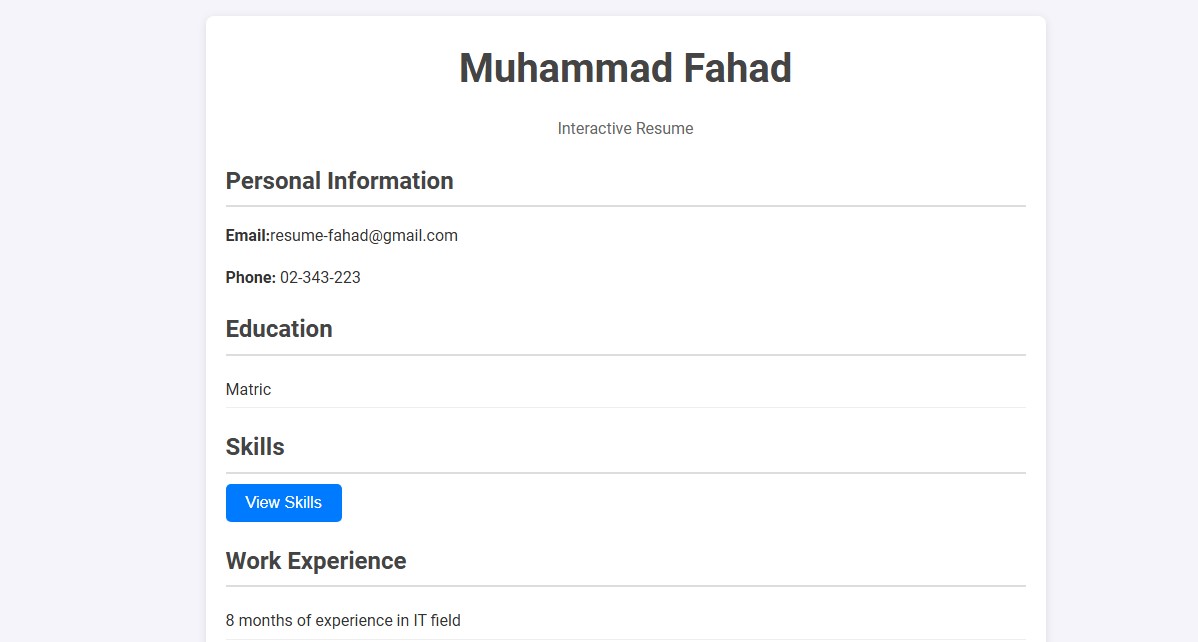 Muhammad Fahad
Interactive Resume
Personal Information
Email:resume-fahad@gmail.com
Phone: 02-343-223
Education
Matric
Skills
View Skills
Work Experience
8 months of experience in IT field